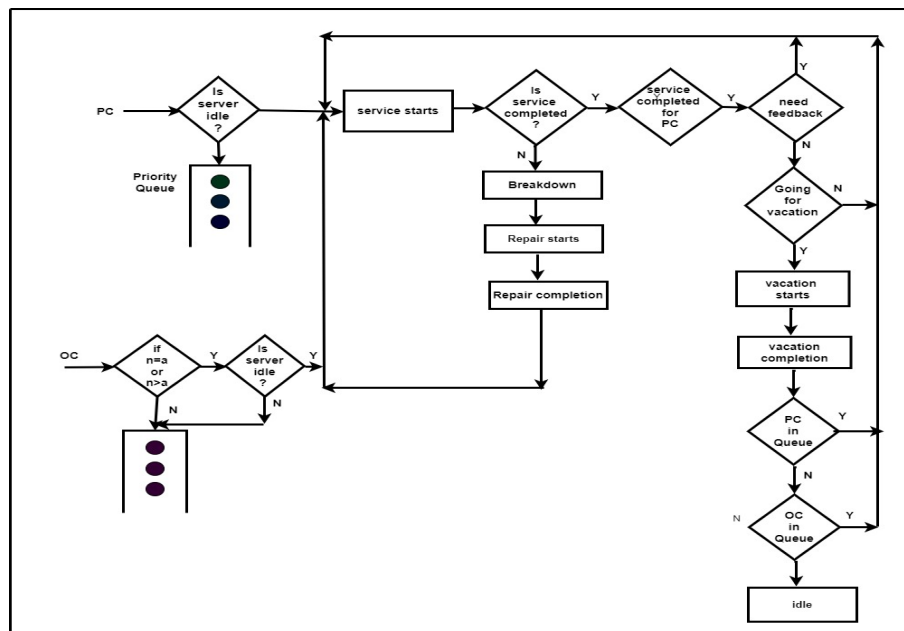 PC
Is
server
idle
?
Priority
Queue
service starts
Is
service
completed
?
Y
N
Breakdown
Repair starts
Repair completion
service
completed
for
PC
Y
Y
need
feedback
Y
N
Going
for
vacation
N
Y
vacation
starts
vacation
completion
PC
in
Queue
Y
N
OC
in
Queue
N
Y
idle
OC
if
n=a
or
n>a
Y
N
Is
server
idle
?
Y
N